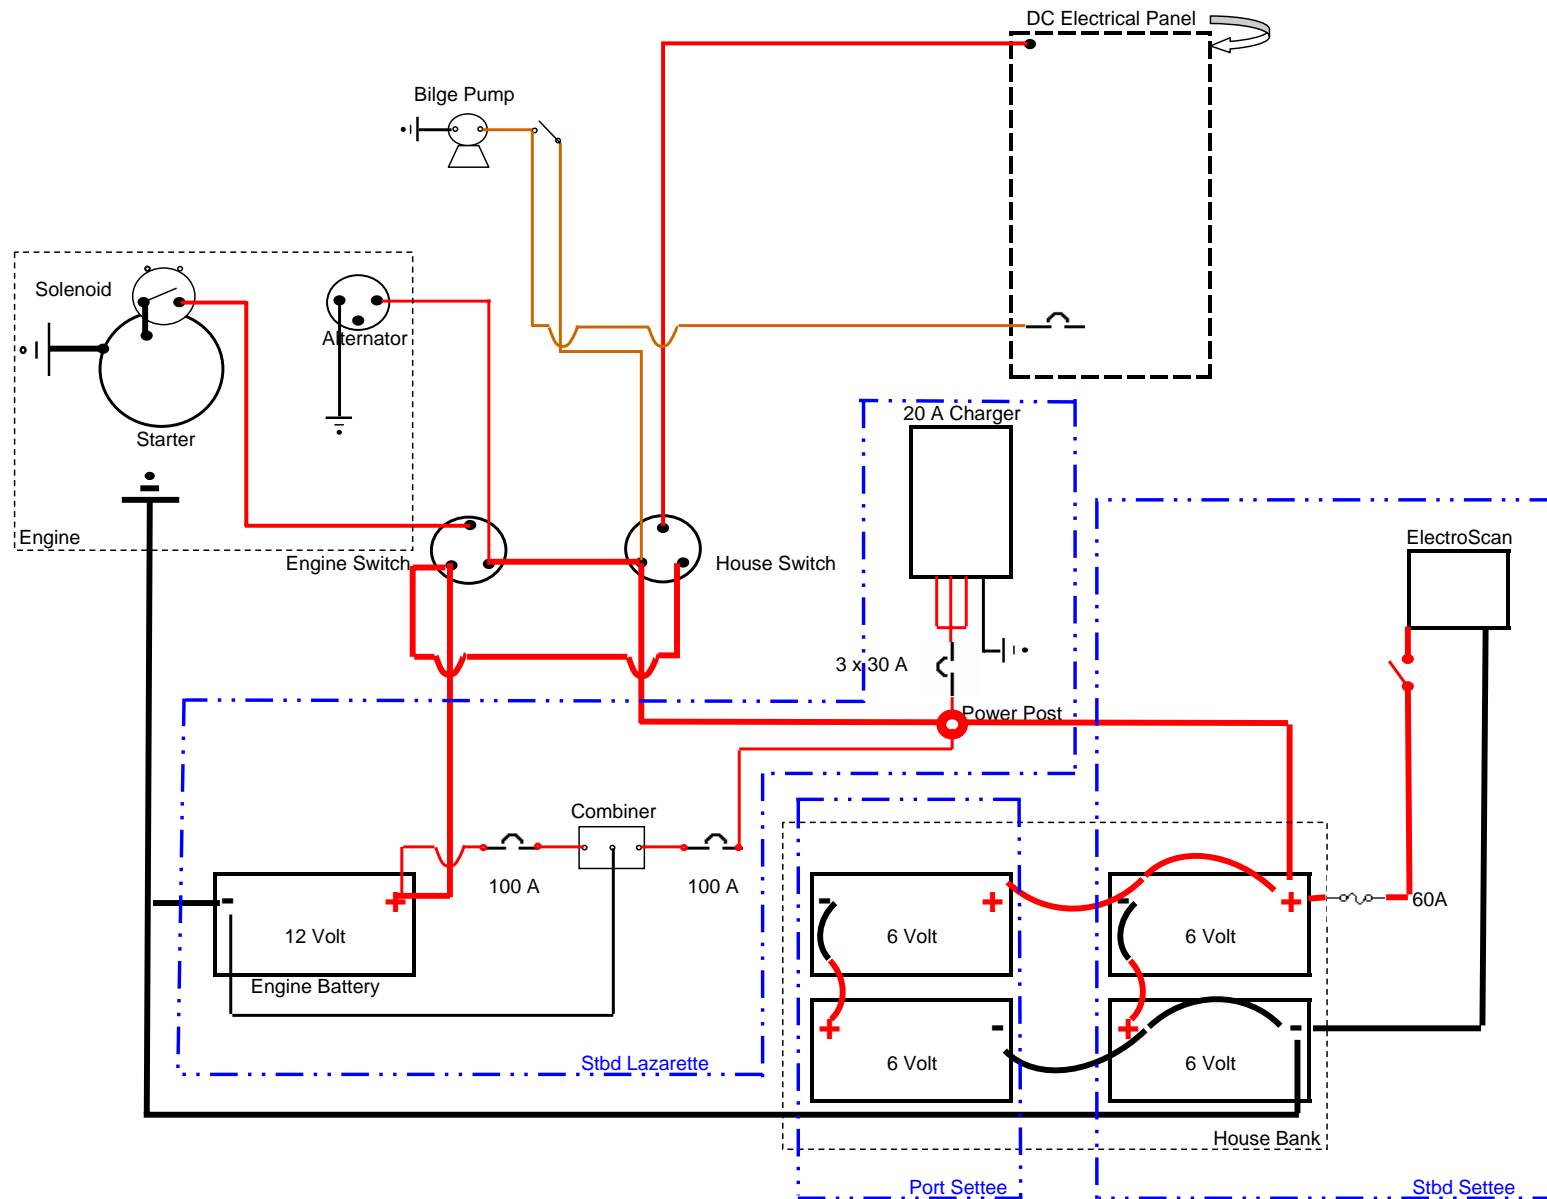 DC Electrical Panel
Bilge Pump
Solenoid
Alternator
Starter
20 A Charger
Engine
Engine Switch
House Switch
ElectroScan
3 x 30 A
Power Post
Combiner
100 A
100 A
60A
12 Volt
6 Volt
6 Volt
Engine Battery
Stbd Lazarette
6 Volt
6 Volt
House Bank
Port Settee
Stbd Settee